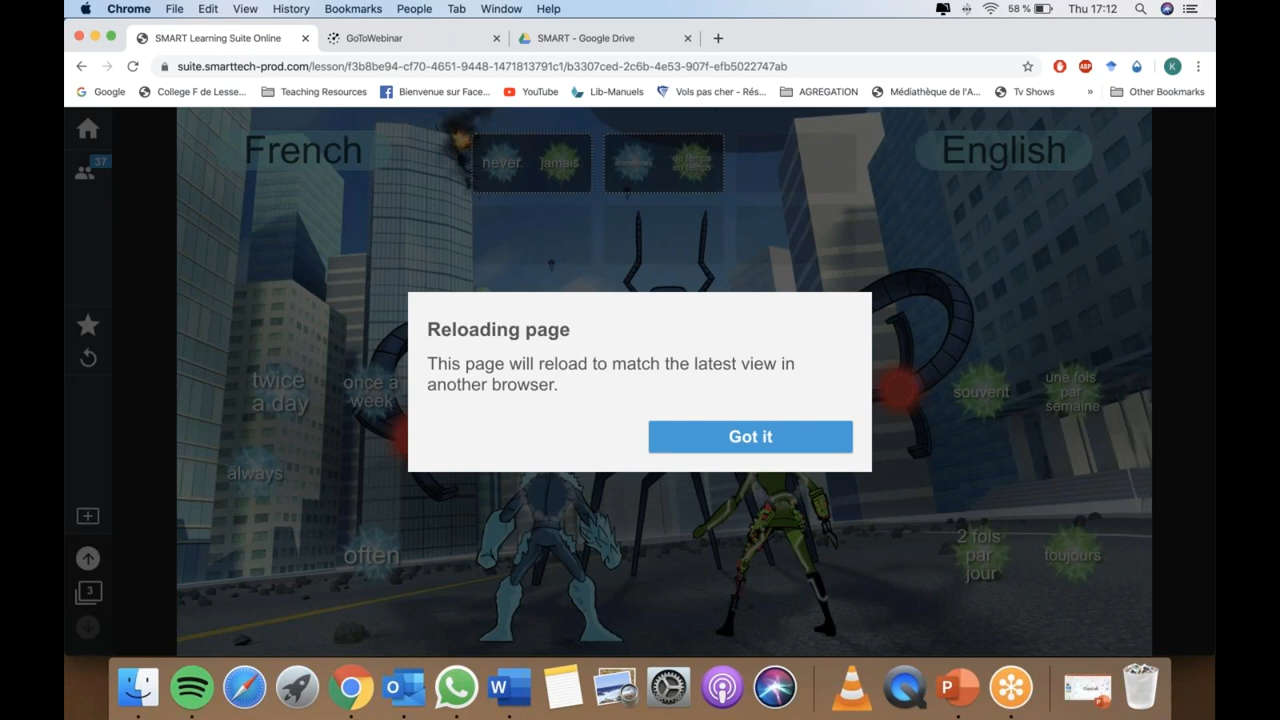 Chrome File Edit View History Bookmarks People Tab Window Help 58 % Thu 17:12
SMART Learning Suite Online GoToWebinar SMART - Google Drive
suite.smarttech-prod.com/lesson/f3b8be94-cf70-4651-9448-1471813791c1/b3307ced-2c6b-4e53-907f-efb5022747ab ABP K
Google College F de Lesse... Teaching Resources Bienvenue sur Face... YouTube Lib-Manuels Vols pas cher - Rés... AGREGATION Médiathèque de l'A... Tv Shows » Other Bookmarks
French
never
jamais
de temps
en temps
English
37
Reloading page
This page will reload to match the latest view in
another browser.
Got it
twice
a day
once a
week
always
often
souvent
une fois
par
semaine
2 fois
par
jour
toujours
3
O W P